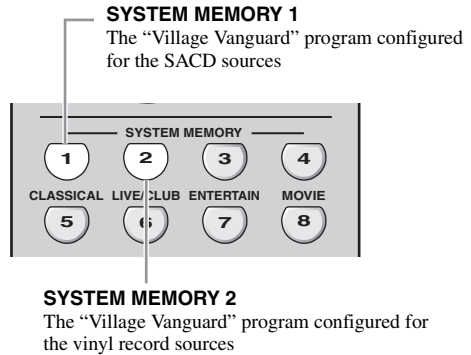 SYSTEM MEMORY 1
The “Village Vanguard” program configured
for the SACD sources
SYSTEM MEMORY
1 2 3 4
CLASSICAL LIVE/CLUB ENTERTAIN MOVIE
5 6 7 8
SYSTEM MEMORY 2
The “Village Vanguard” program configured for
the vinyl record sources